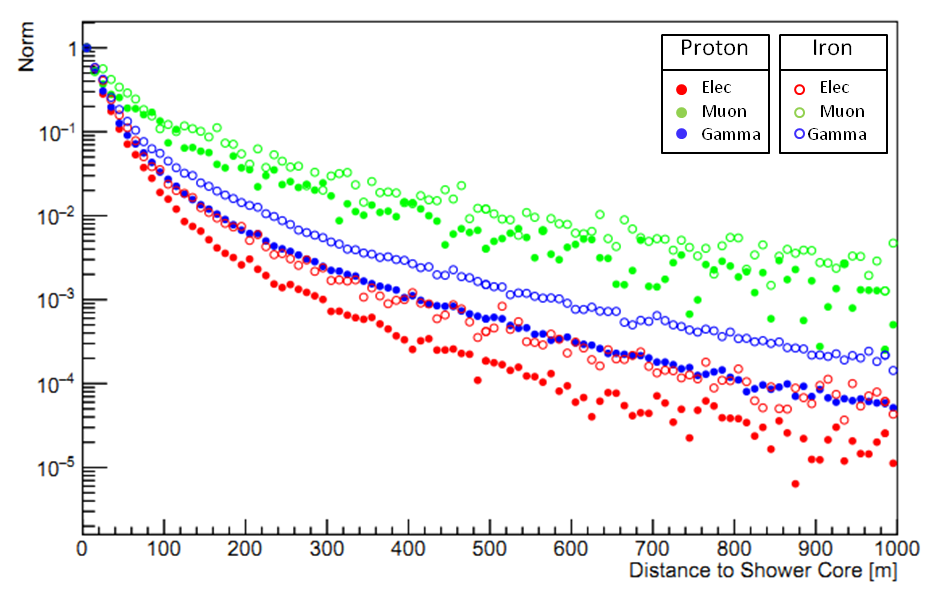 Norm
Proton
Elec
Muon
Gamma
Iron
Elec
Muon
Gamma
1
10⁻¹
10⁻²
10⁻³
10⁻⁴
10⁻⁵
0 100 200 300 400 500 600 700 800 900 1000
Distance to Shower Core [m]